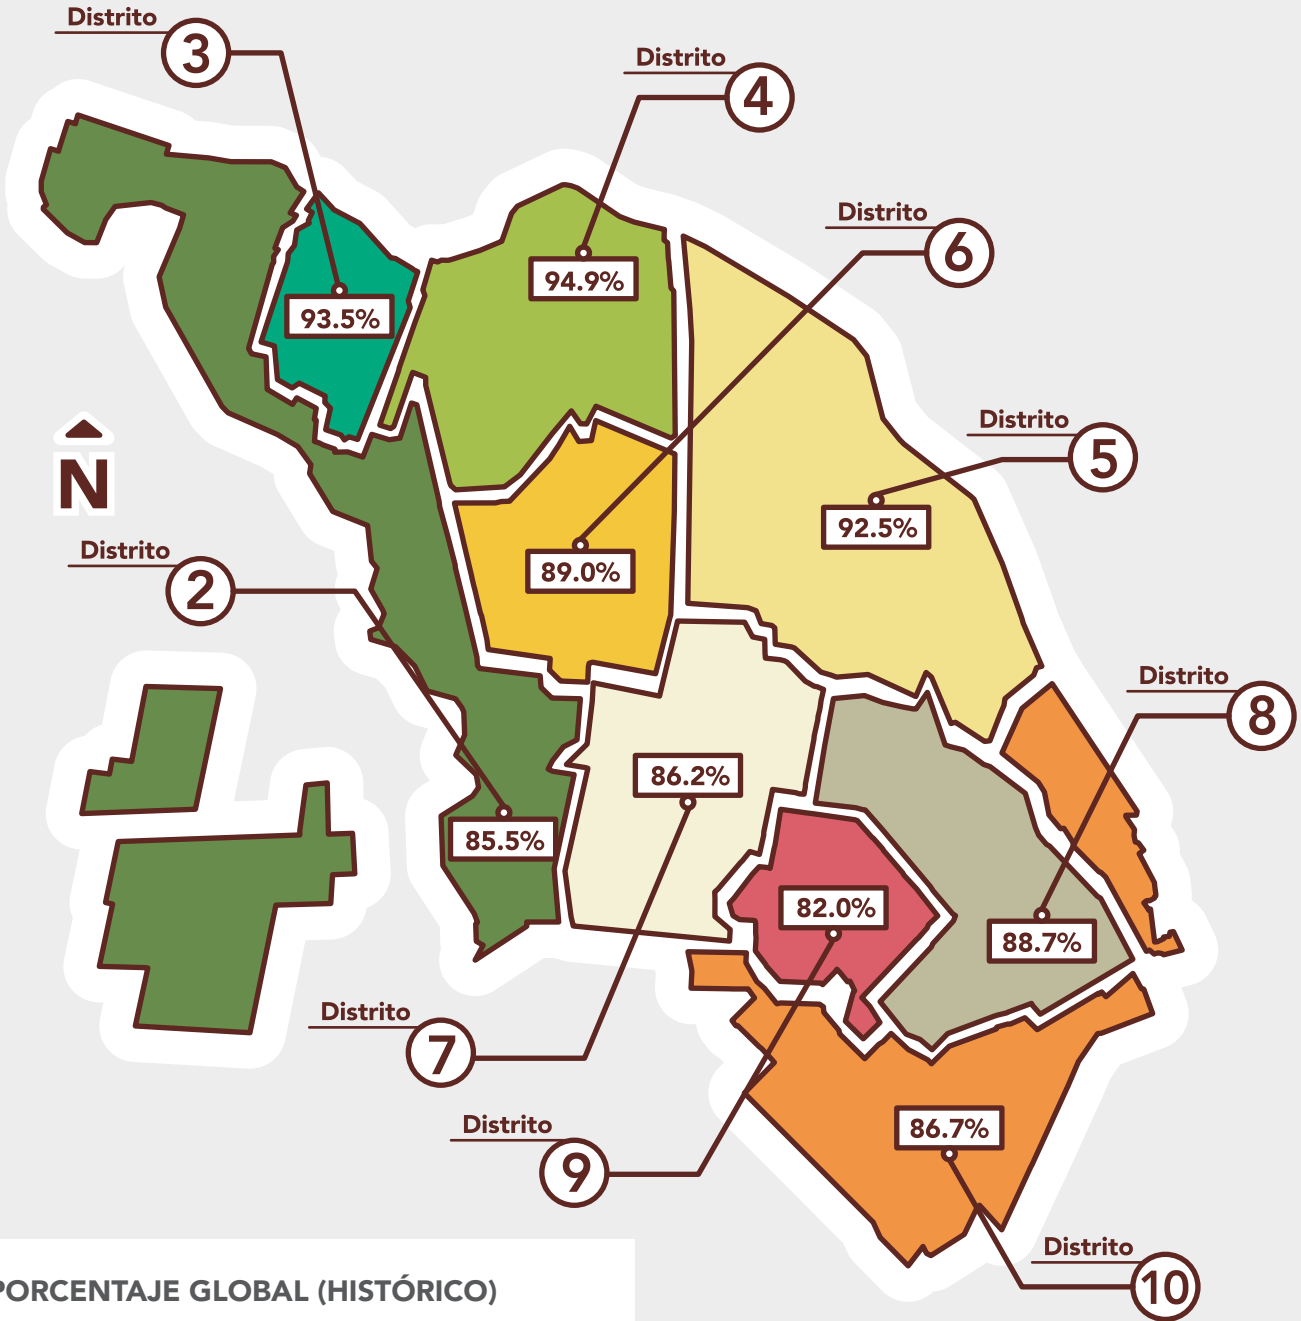 Distrito
3
Distrito
4
Distrito
6
94.9%
93.5%
Distrito
5
N
92.5%
Distrito
2
89.0%
Distrito
8
86.2%
85.5%
82.0%
88.7%
Distrito
7
Distrito
9
86.7%
Distrito
10
PORCENTAJE GLOBAL (HISTÓRICO)